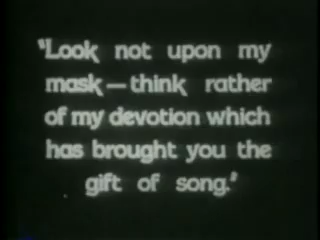 "Look not upon my
mask—think rather
of my devotion which
has brought you the
gift of song."